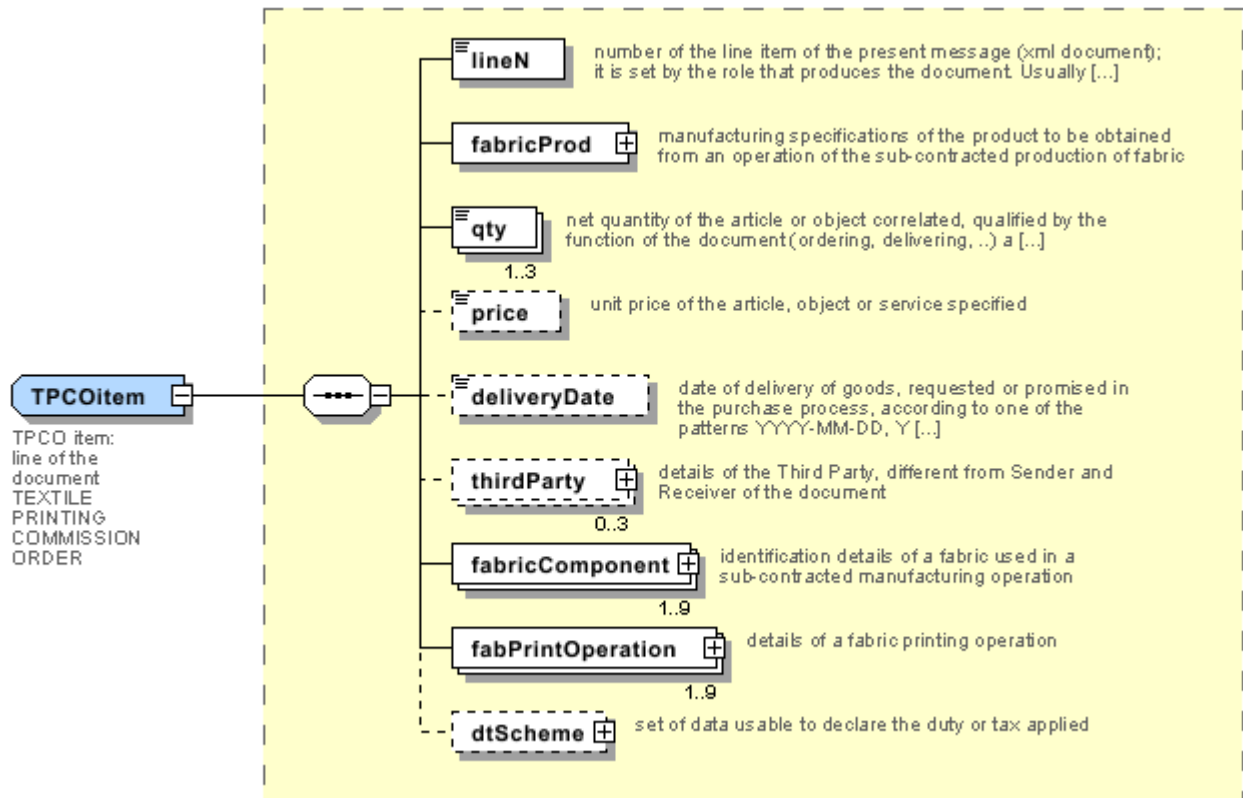 lineN
number of the line item of the present message (xml document);
it is set by the role that produces the document. Usually [...]
fabricProd
manufacturing specifications of the product to be obtained
from an operation of the sub-contracted production of fabric
qty
1..3
net quantity of the article or object correlated, qualified by the
function of the document (ordering, delivering, ..) a [...]
price
unit price of the article, object or service specified
TPCOitem
TPCO item:
line of the
document
TEXTILE
PRINTING
COMMISSION
ORDER
deliveryDate
date of delivery of goods, requested or promised in
the purchase process, according to one of the
patterns YYYY-MM-DD, Y [...]
thirdParty
0..3
details of the Third Party, different from Sender and
Receiver of the document
fabricComponent
1..9
identification details of a fabric used in a
sub-contracted manufacturing operation
fabPrintOperation
1..9
details of a fabric printing operation
dtScheme
set of data usable to declare the duty or tax applied